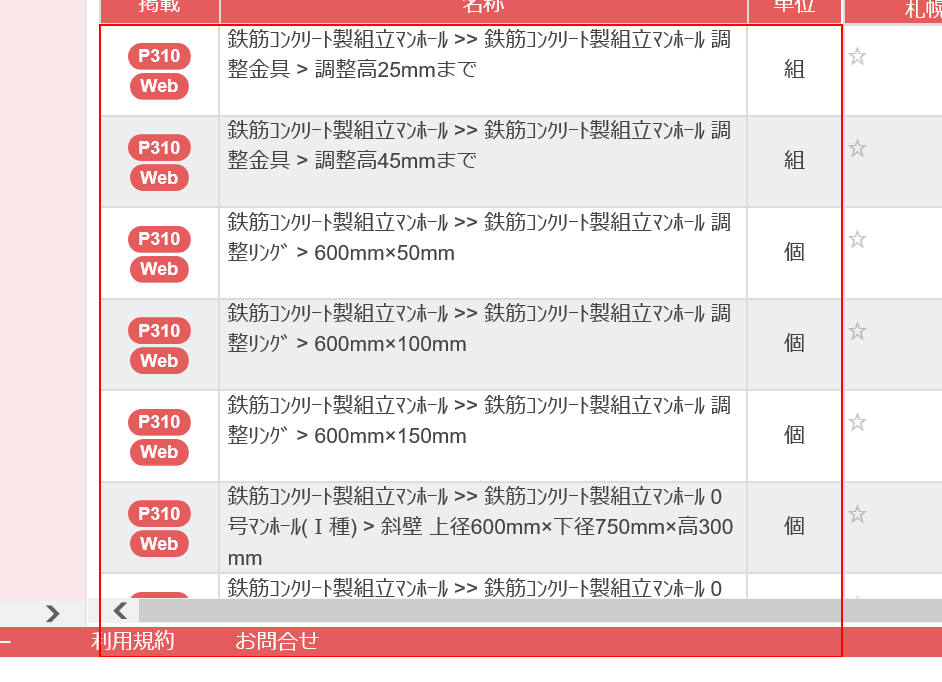 掲載 名称 単位 札幌
P310
Web
鉄筋ｺﾝｸﾘｰﾄ製組立ﾏﾝﾎｰﾙ >> 鉄筋ｺﾝｸﾘｰﾄ製組立ﾏﾝﾎｰﾙ 調
整金具 > 調整高25mmまで
組
☆
P310
Web
鉄筋ｺﾝｸﾘｰﾄ製組立ﾏﾝﾎｰﾙ >> 鉄筋ｺﾝｸﾘｰﾄ製組立ﾏﾝﾎｰﾙ 調
整金具 > 調整高45mmまで
組
☆
P310
Web
鉄筋ｺﾝｸﾘｰﾄ製組立ﾏﾝﾎｰﾙ >> 鉄筋ｺﾝｸﾘｰﾄ製組立ﾏﾝﾎｰﾙ 調
整ﾘﾝｸﾞ > 600mm×50mm
個
☆
P310
Web
鉄筋ｺﾝｸﾘｰﾄ製組立ﾏﾝﾎｰﾙ >> 鉄筋ｺﾝｸﾘｰﾄ製組立ﾏﾝﾎｰﾙ 調
整ﾘﾝｸﾞ > 600mm×100mm
個
☆
P310
Web
鉄筋ｺﾝｸﾘｰﾄ製組立ﾏﾝﾎｰﾙ >> 鉄筋ｺﾝｸﾘｰﾄ製組立ﾏﾝﾎｰﾙ 調
整ﾘﾝｸﾞ > 600mm×150mm
個
☆
P310
Web
鉄筋ｺﾝｸﾘｰﾄ製組立ﾏﾝﾎｰﾙ >> 鉄筋ｺﾝｸﾘｰﾄ製組立ﾏﾝﾎｰﾙ 0
号ﾏﾝﾎｰﾙ(Ⅰ種) > 斜壁 上径600mm×下径750mm×高300
mm
個
☆
鉄筋ｺﾝｸﾘｰﾄ製組立ﾏﾝﾎｰﾙ >> 鉄筋ｺﾝｸﾘｰﾄ製組立ﾏﾝﾎｰﾙ 0
ー 利用規約 お問合せ